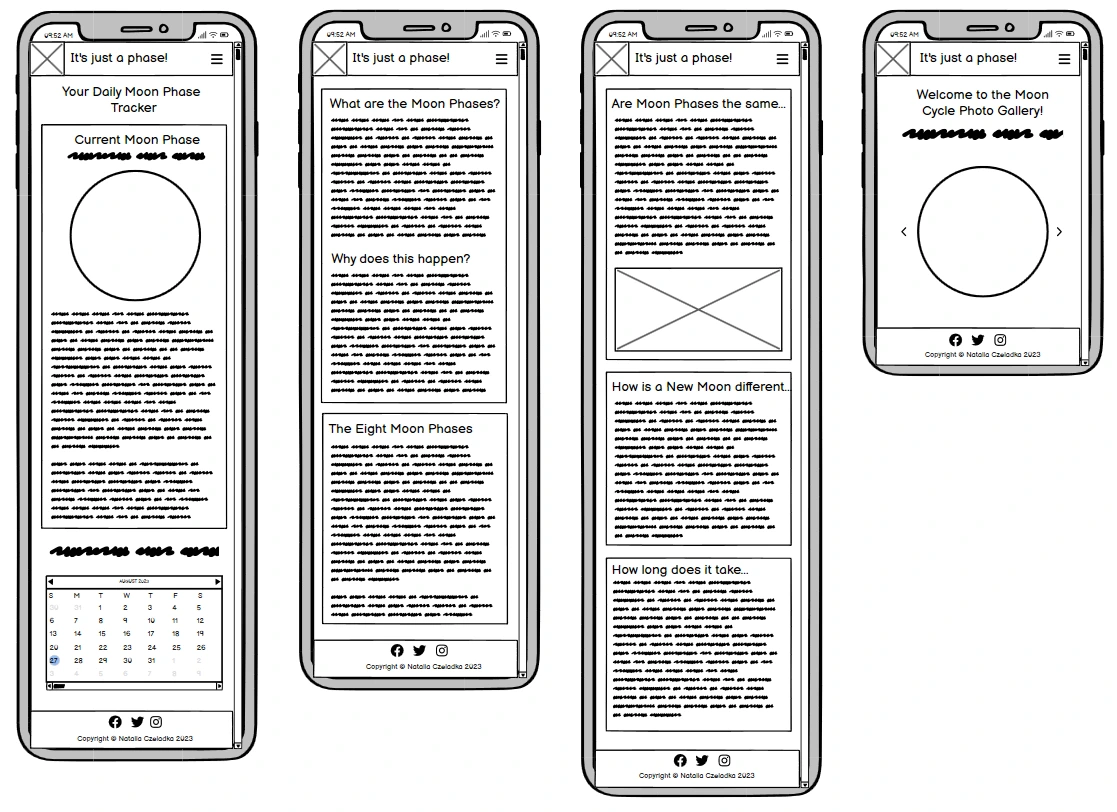 09:52 AM
It's just a phase!
Your Daily Moon Phase
Tracker
Current Moon Phase
AUGUST 2023
S M T W T F S
30 31 1 2 3 4 5
6 7 8 9 10 11 12
13 14 15 16 17 18 19
20 21 22 23 24 25 26
27 28 29 30 31 1 2
3 4 5 6 7 8 9
Copyright © Natalia Czeladka 2023
09:52 AM
It's just a phase!
What are the Moon Phases?
Why does this happen?
The Eight Moon Phases
Copyright © Natalia Czeladka 2023
09:52 AM
It's just a phase!
Are Moon Phases the same...
How is a New Moon different...
How long does it take...
Copyright © Natalia Czeladka 2023
09:52 AM
It's just a phase!
Welcome to the Moon
Cycle Photo Gallery!
Copyright © Natalia Czeladka 2023